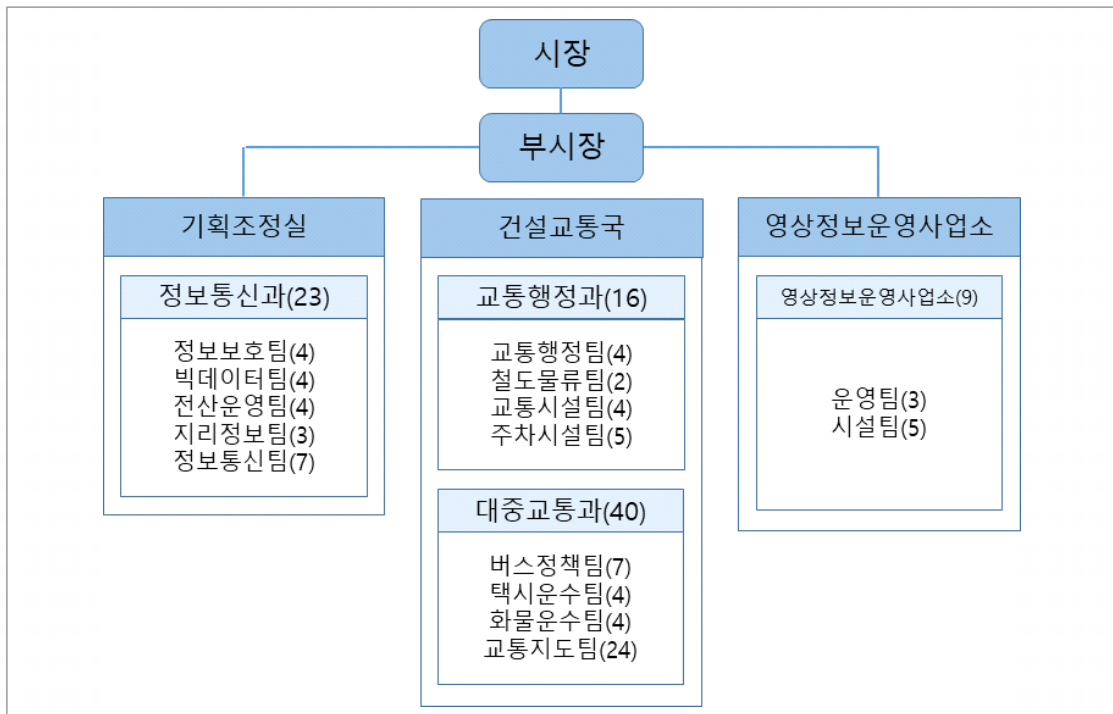 시장
부시장
기획조정실
정보통신과(23)
정보보호팀(4)
빅데이터팀(4)
전산운영팀(4)
지리정보팀(3)
정보통신팀(7)
건설교통국
교통행정과(16)
교통행정팀(4)
철도물류팀(2)
교통시설팀(4)
주차시설팀(5)
대중교통과(40)
버스정책팀(7)
택시운수팀(4)
화물운수팀(4)
교통지도팀(24)
영상정보운영사업소
영상정보운영사업소(9)
운영팀(3)
시설팀(5)